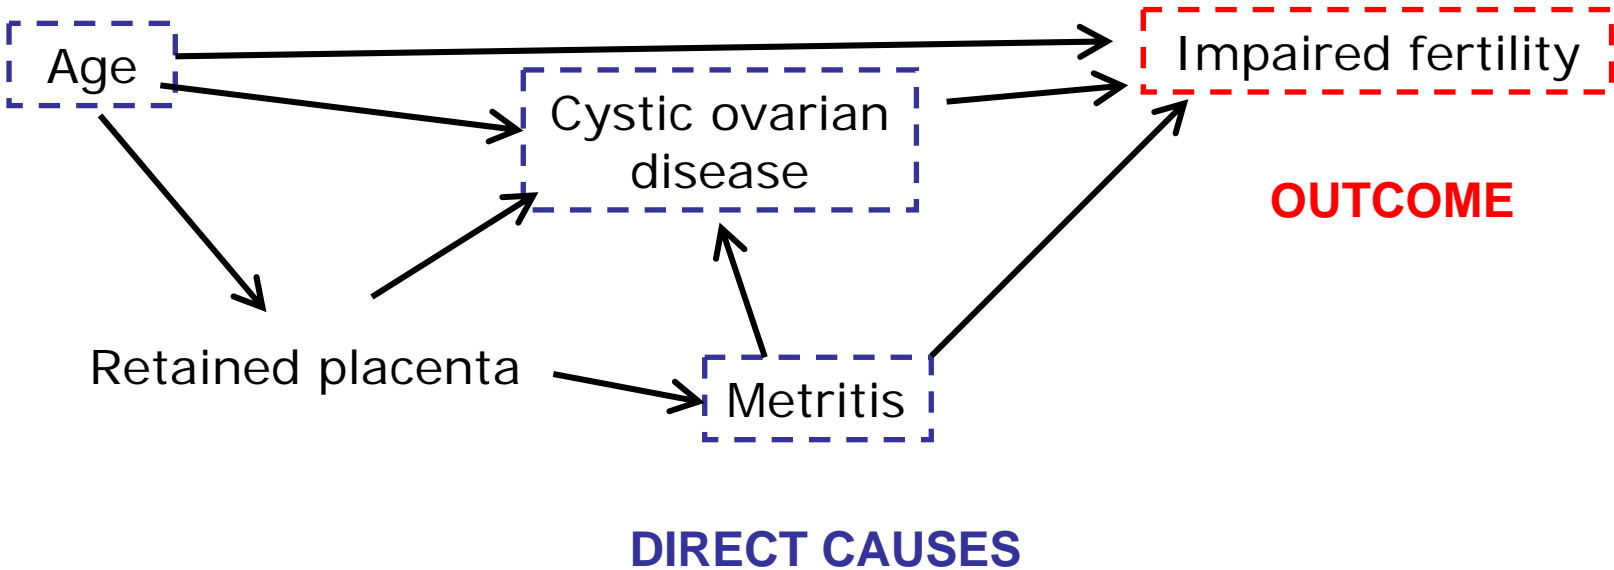 Age
Impaired fertility
Cystic ovarian
disease
OUTCOME
Retained placenta
Metritis
DIRECT CAUSES